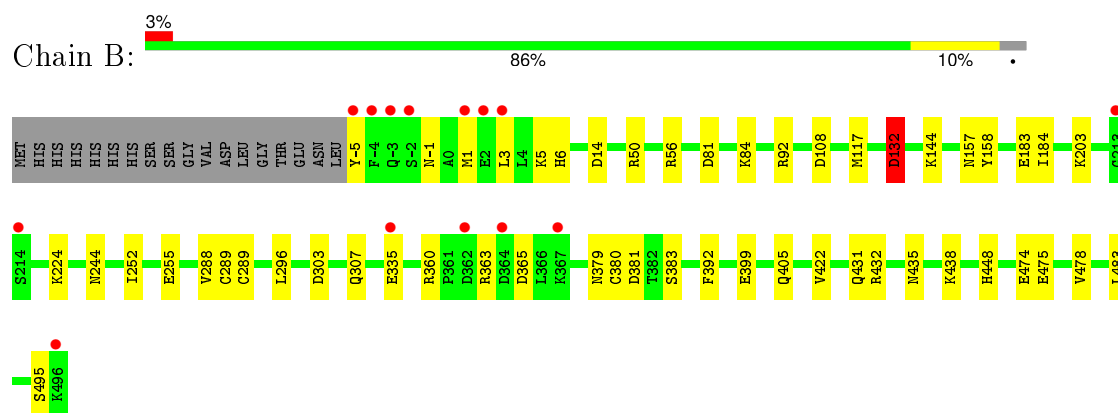 3%
Chain B:
86% 10% •
MET HIS HIS HIS HIS HIS HIS SER SER GLY VAL ASP LEU GLY THR GLU ASN LEU Y-5 F-4 Q-3 S-2 N-1 A0 M1 E2 L3 L4 K5 H6 D14 R50 R56 D81 K84 R92 D108 M117 D132 K144 N157 Y158 E183 I184 K203 G213
S214 K224 N244 I252 E255 V288 C289 C289 L296 D303 Q307 E335 R360 P361 D362 R363 D364 D365 L366 K367 N379 C380 D381 T382 S383 F392 E399 Q405 V422 Q431 R432 N435 K438 H448 E474 E475 V478 L483
S495 K496